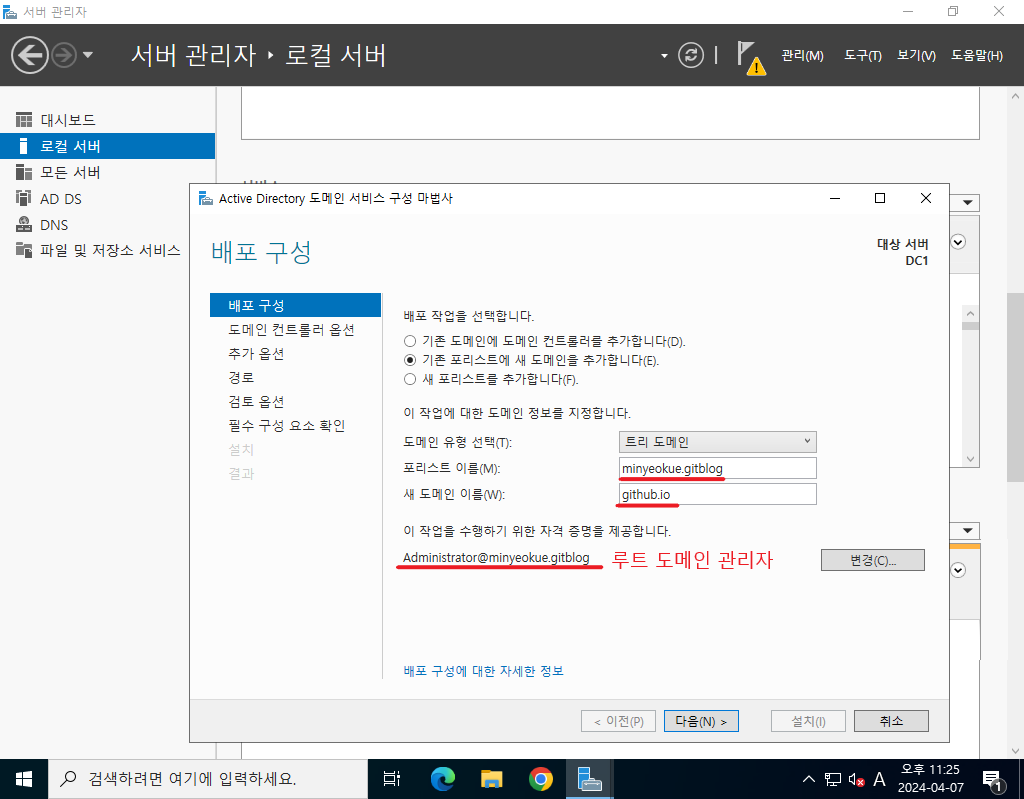 서버 관리자
서버 관리자 ‣ 로컬 서버
관리(M) 도구(T) 보기(V) 도움말(H)
대시보드
로컬 서버
모든 서버
AD DS
DNS
파일 및 저장소 서비스
Active Directory 도메인 서비스 구성 마법사
배포 구성
대상 서버
DC1
배포 구성
도메인 컨트롤러 옵션
추가 옵션
경로
검토 옵션
필수 구성 요소 확인
설치
결과
배포 작업을 선택합니다.
기존 도메인에 도메인 컨트롤러를 추가합니다(D).
기존 포리스트에 새 도메인을 추가합니다(E).
새 포리스트를 추가합니다(F).
이 작업에 대한 도메인 정보를 지정합니다.
도메인 유형 선택(T): 트리 도메인
포리스트 이름(M): minyeokue.gitblog
새 도메인 이름(W): github.io
이 작업을 수행하기 위한 자격 증명을 제공합니다.
Administrator@minyeokue.gitblog 루트 도메인 관리자 변경(C)...
배포 구성에 대한 자세한 정보
< 이전(P) 다음(N) > 설치(I) 취소
검색하려면 여기에 입력하세요.
A
오후 11:25
2024-04-07
1